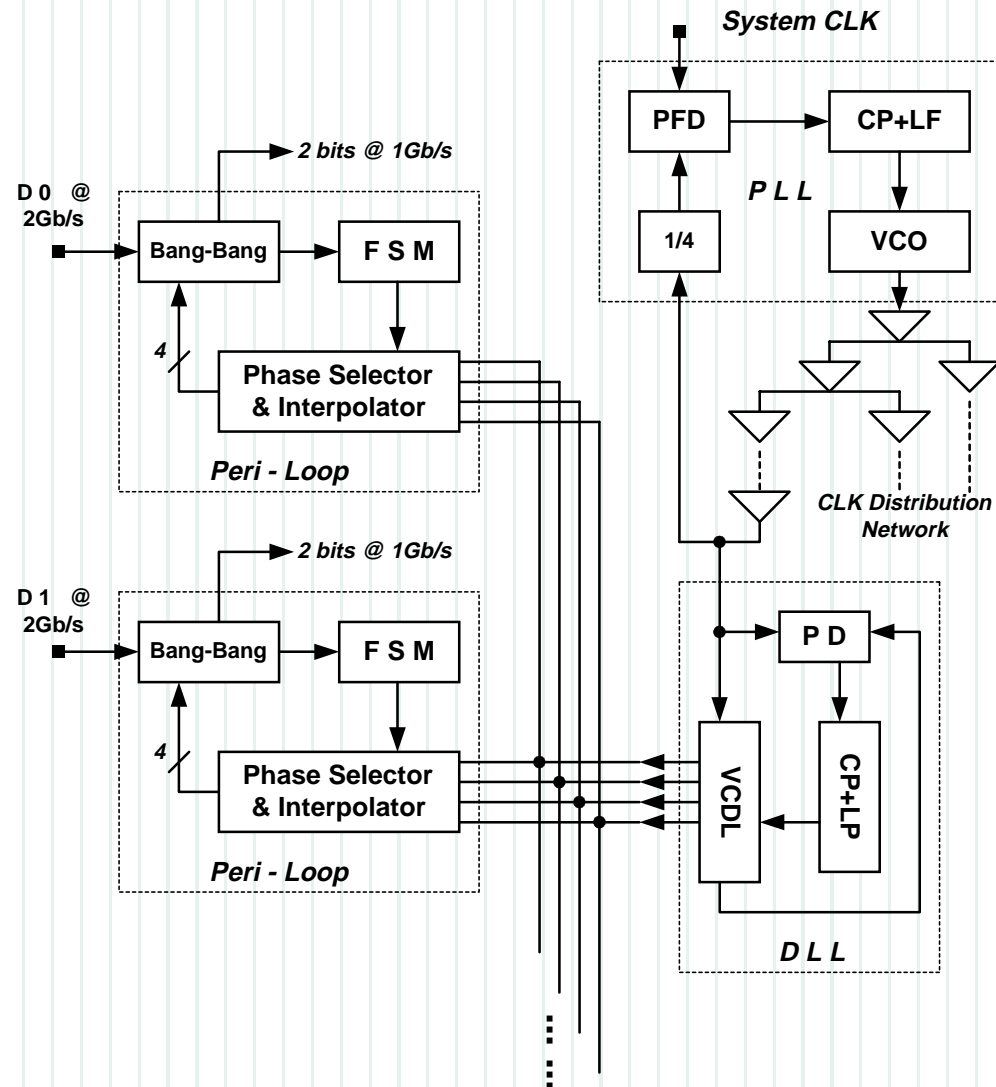 System CLK
PFD
CP+LF
P L L
1/4
VCO
2 bits @ 1Gb/s
D 0 @
2Gb/s
Bang-Bang
F S M
4
Phase Selector
& Interpolator
Peri - Loop
CLK Distribution
Network
2 bits @ 1Gb/s
D 1 @
2Gb/s
Bang-Bang
F S M
4
Phase Selector
& Interpolator
Peri - Loop
P D
VCDL
CP+LP
D L L